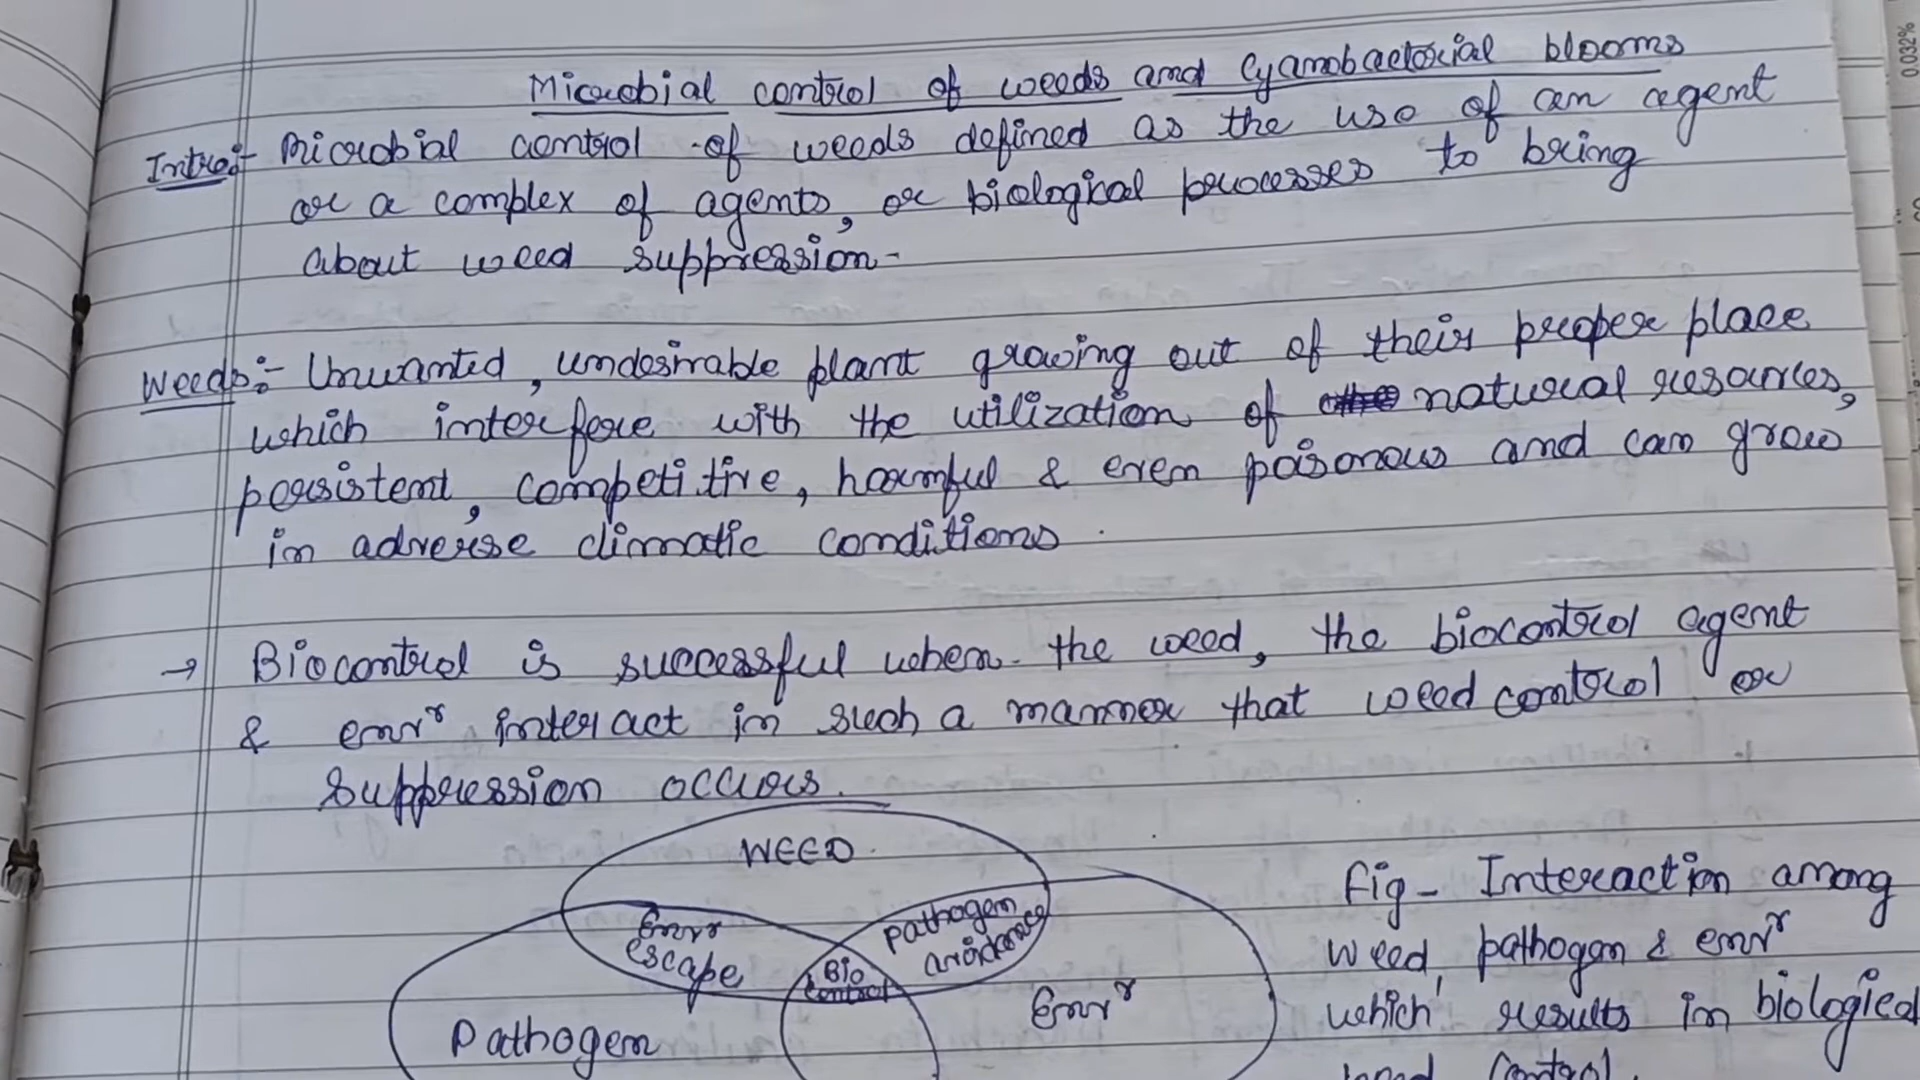 Microbial control of weeds and Cyanobacterial blooms
Intro:- Microbial control of weeds defined as the use of an agent
or a complex of agents, or biological processes to bring
about weed suppression-
Weeds:- Unwanted, undesirable plant growing out of their proper place
which interfere with the utilization of natural resources,
persistent, competitive, harmful & even poisonous and can grow
in adverse climatic conditions.
→ Biocontrol is successful when the weed, the biocontrol agent
& envr interact in such a manner that weed control or
suppression occurs.
WEED
Envr
escape
Pathogen
avoidance
Bio
control
Pathogen
Envr
Fig- Interaction among
weed, pathogen & envr
which results in biological
weed control.
0.032%